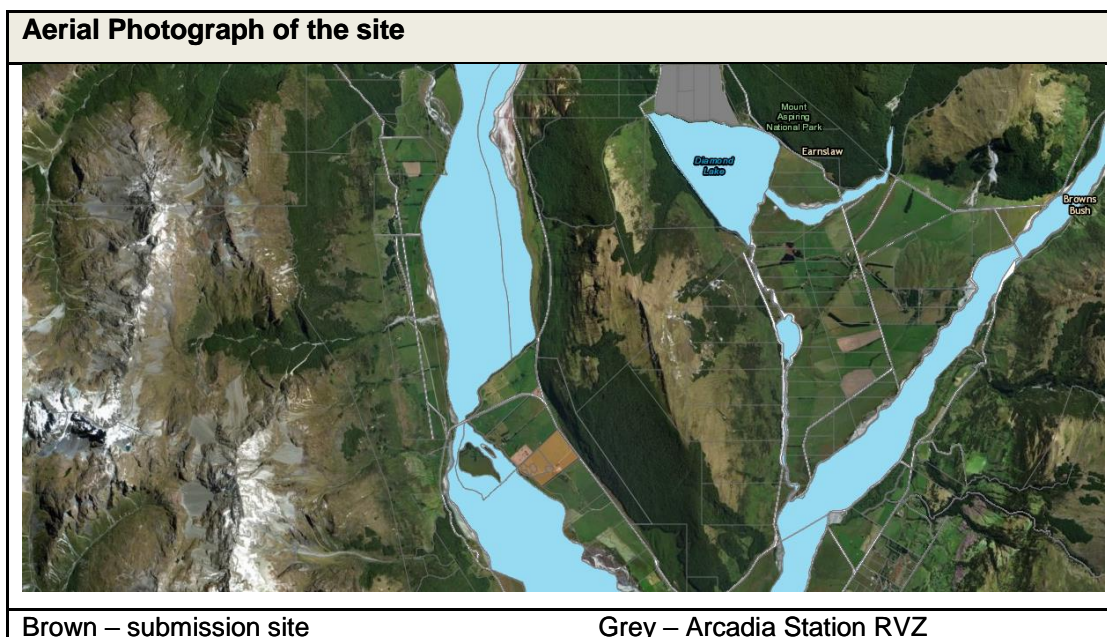 Aerial Photograph of the site
Mount
Aspiring
National Park
Earnslaw
Diamond
Lake
Browns
Bush
Brown – submission site
Grey – Arcadia Station RVZ